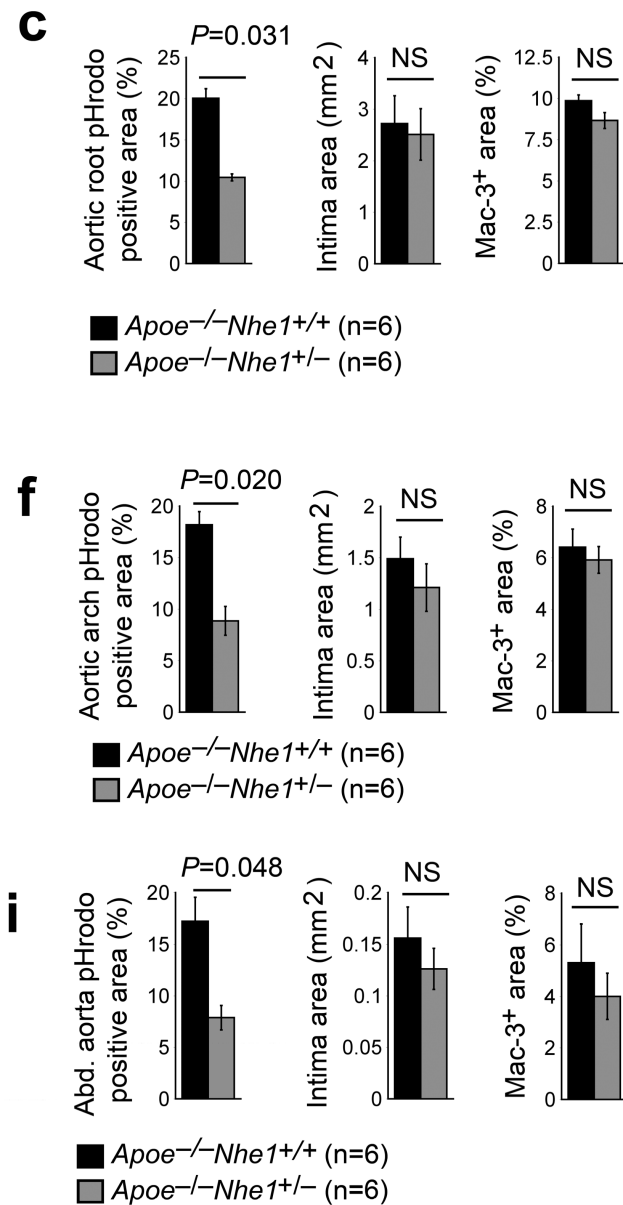 c
P=0.031
NS
NS
Aortic root pHrodo
positive area (%)
25
20
15
10
5
0
Intima area (mm2)
4
3
2
1
0
Mac-3+ area (%)
12.5
10
7.5
5
2.5
0
Apoe–/–Nhe1+/+ (n=6)
Apoe–/–Nhe1+/– (n=6)
f
P=0.020
NS
NS
Aortic arch pHrodo
positive area (%)
20
15
10
5
0
Intima area (mm2)
2
1.5
1
0.5
0
Mac-3+ area (%)
8
6
4
2
0
Apoe–/–Nhe1+/+ (n=6)
Apoe–/–Nhe1+/– (n=6)
i
P=0.048
NS
NS
Abd. aorta pHrodo
positive area (%)
20
15
10
5
0
Intima area (mm2)
0.2
0.15
0.1
0.05
0
Mac-3+ area (%)
8
6
4
2
0
Apoe–/–Nhe1+/+ (n=6)
Apoe–/–Nhe1+/– (n=6)